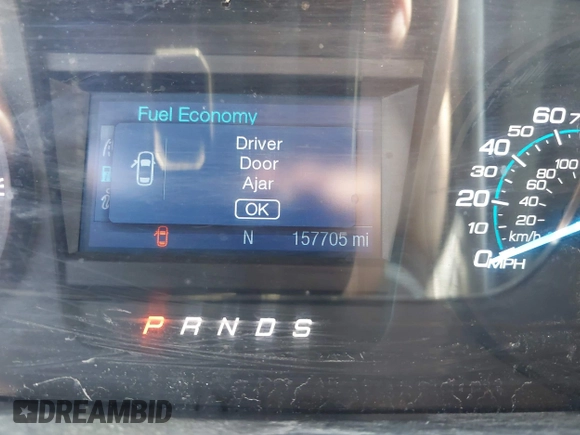 Fuel Economy
Driver
Door
Ajar
OK
N 157705 mi
P R N D S
60 7
50
40
30
20
10
0 MPH
100
80
60
40
20
km/h
DREAMBID